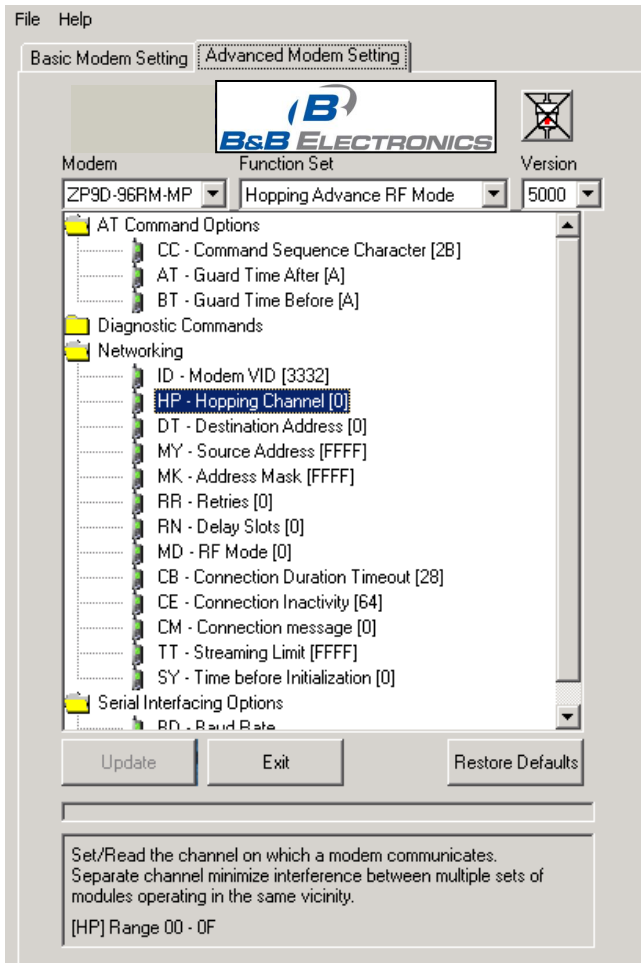 File Help
Basic Modem Setting Advanced Modem Setting
B
B&B ELECTRONICS
Modem Function Set Version
ZP9D-96RM-MP Hopping Advance RF Mode 5000
AT Command Options
CC - Command Sequence Character [2B]
AT - Guard Time After [A]
BT - Guard Time Before [A]
Diagnostic Commands
Networking
ID - Modem VID [3332]
HP - Hopping Channel [0]
DT - Destination Address [0]
MY - Source Address [FFFF]
MK - Address Mask [FFFF]
RR - Retries [0]
RN - Delay Slots [0]
MD - RF Mode [0]
CB - Connection Duration Timeout [28]
CE - Connection Inactivity [64]
CM - Connection message [0]
TT - Streaming Limit [FFFF]
SY - Time before Initialization [0]
Serial Interfacing Options
BD - Baud Rate
Update Exit Restore Defaults
Set/Read the channel on which a modem communicates.
Separate channel minimize interference between multiple sets of
modules operating in the same vicinity.
[HP] Range 00 - 0F